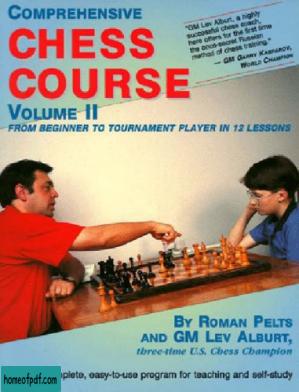 COMPREHENSIVE
CHESS
COURSE
VOLUME II
FROM BEGINNER TO TOURNAMENT PLAYER IN 12 LESSONS
"GM Lev Alburt, a highly
successful chess coach,
here offers for the first time
the once-secret Russian
method of chess training."
— GM GARRY KASPAROV,
WORLD CHAMPION
BY ROMAN PELTS
AND GM LEV ALBURT,
three-time U.S. Chess Champion
plete, easy-to-use program for teaching and self-study
homeofpdf.com